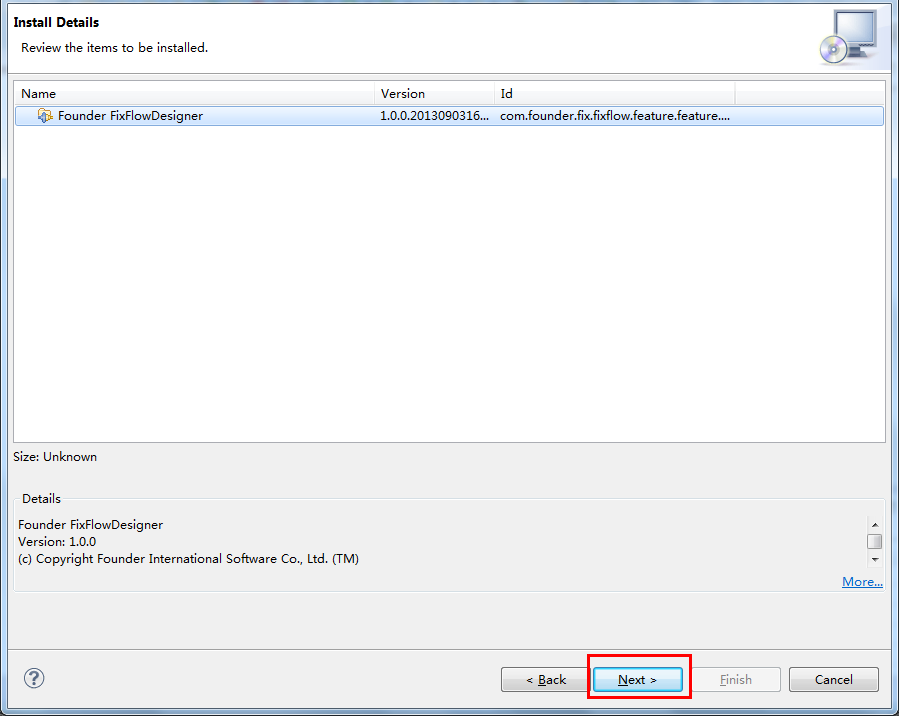 Install Details
Review the items to be installed.
Name Version Id
Founder FixFlowDesigner 1.0.0.2013090316... com.founder.fix.fixflow.feature.feature....
Size: Unknown
Details
Founder FixFlowDesigner
Version: 1.0.0
(c) Copyright Founder International Software Co., Ltd. (TM)
More...
? < Back Next > Finish Cancel